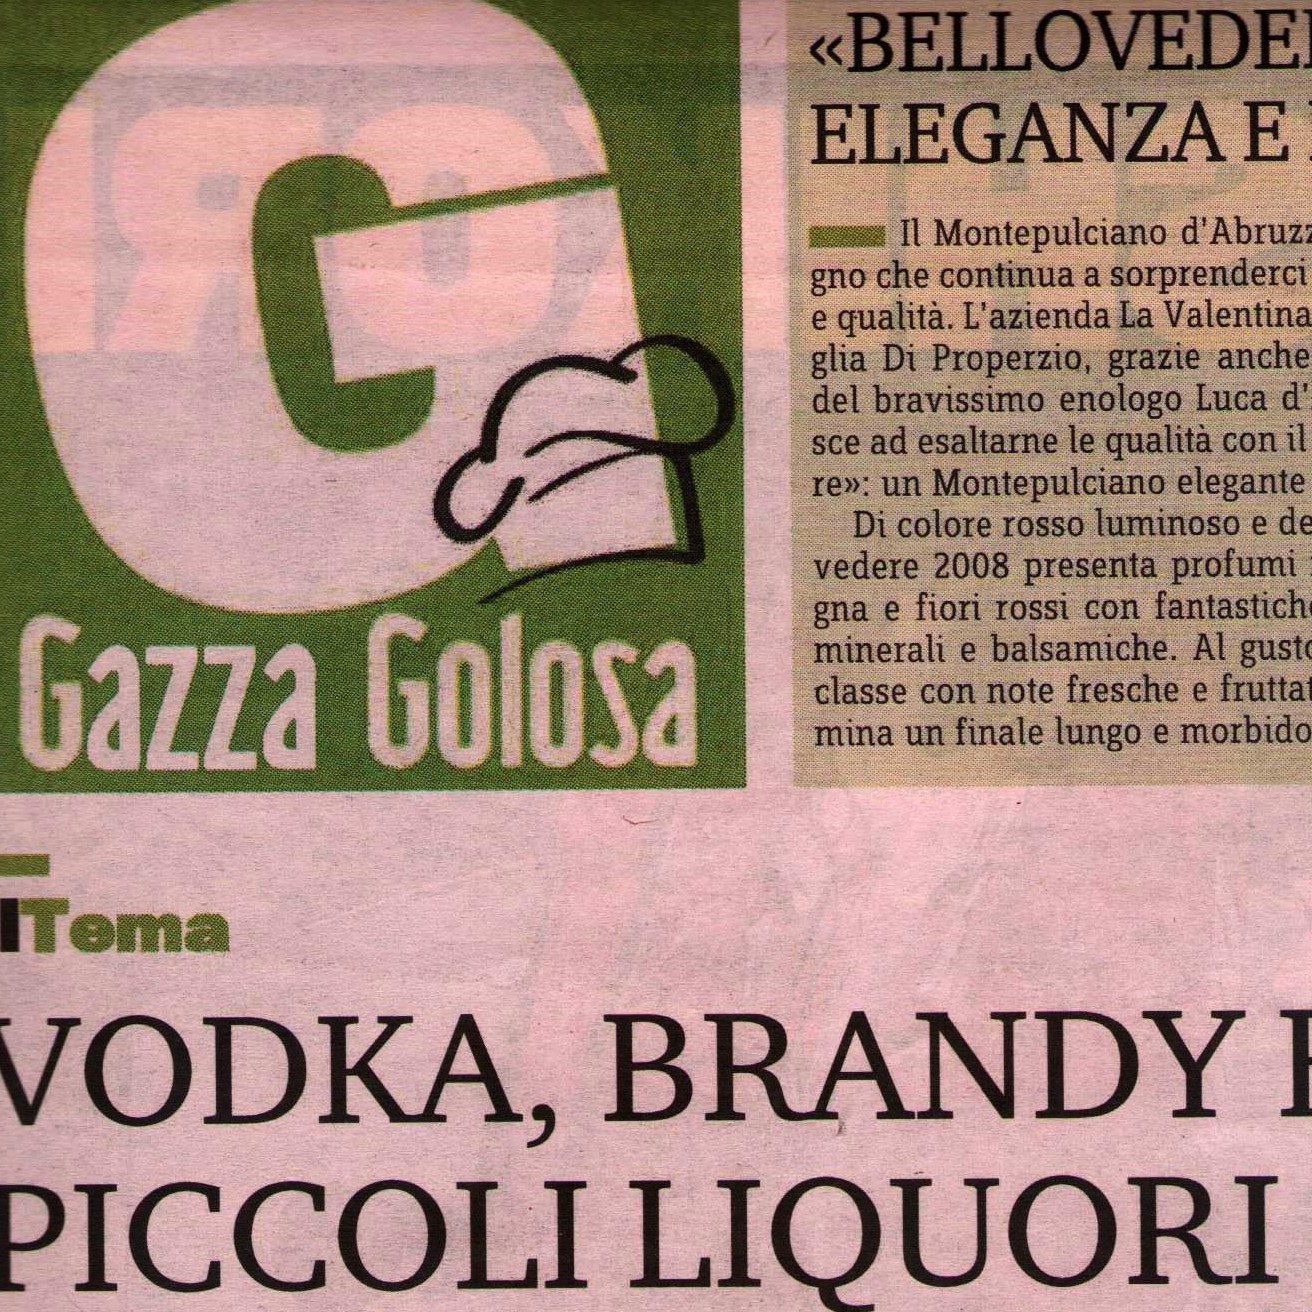 Gazza Golosa
«BELLOVEDE
ELEGANZA E
Il Montepulciano d'Abruzz
gno che continua a sorprenderci
e qualità. L'azienda La Valentina
glia Di Properzio, grazie anche
del bravissimo enologo Luca d'
sce ad esaltarne le qualità con il
re»: un Montepulciano elegante
Di colore rosso luminoso e de
vedere 2008 presenta profumi
gna e fiori rossi con fantastiche
minerali e balsamiche. Al gusto
classe con note fresche e fruttat
mina un finale lungo e morbido
lTema
VODKA, BRANDY
PICCOLI LIQUORI